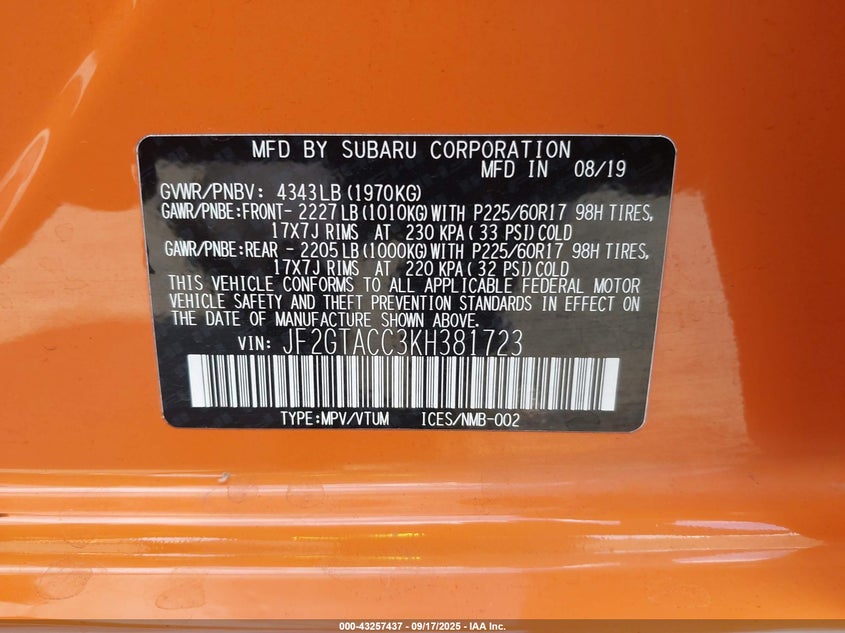 MFD BY SUBARU CORPORATION
MFD IN 08/19
GVWR/PNBV: 4343LB (1970KG)
GAWR/PNBE:FRONT- 2227LB (1010KG) WITH P225/60R17 98H TIRES,
17X7J RIMS AT 230 KPA ( 33 PSI) COLD
GAWR/PNBE:REAR - 2205LB (1000KG) WITH P225/60R17 98H TIRES,
17X7J RIMS AT 220 KPA ( 32 PSI) COLD
THIS VEHICLE CONFORMS TO ALL APPLICABLE FEDERAL MOTOR
VEHICLE SAFETY AND THEFT PREVENTION STANDARDS IN EFFECT ON
THE DATE OF MANUFACTURE SHOWN ABOVE.
VIN: JF2GTACC3KH381723
TYPE:MPV/VTUM ICES/NMB-002
000-43257437 - 09/17/2025 - IAA Inc.